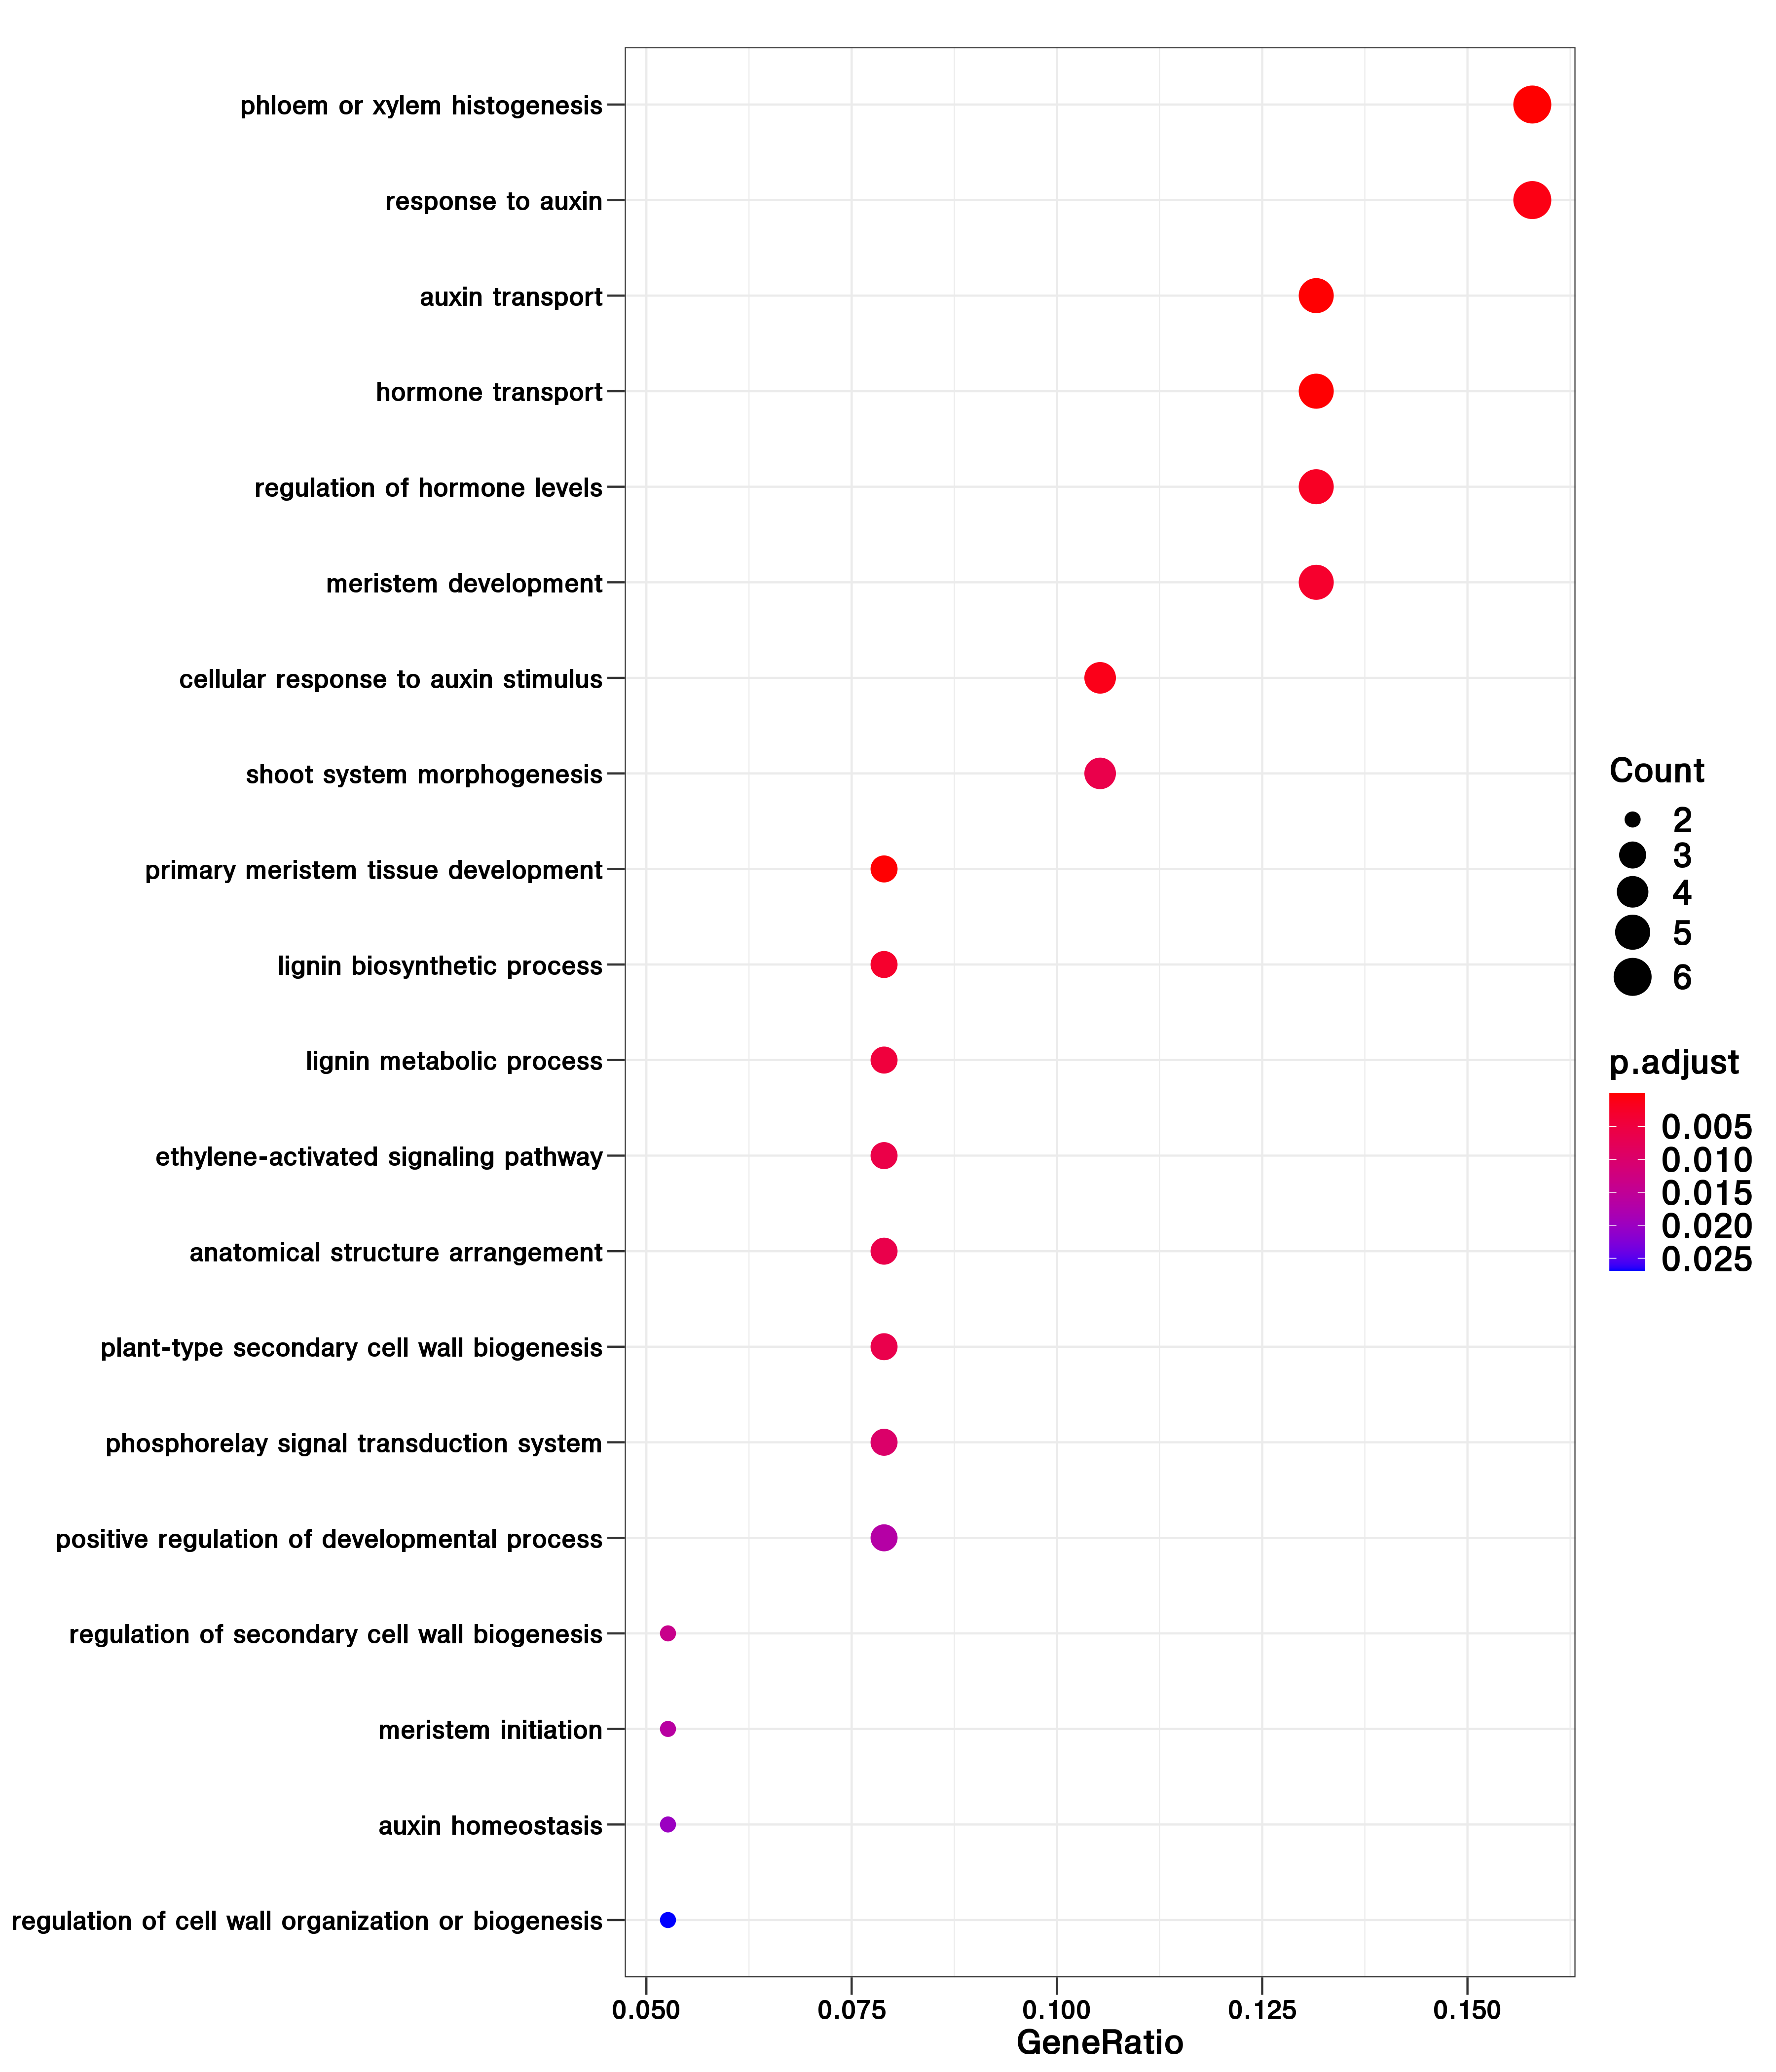 phloem or xylem histogenesis
response to auxin
auxin transport
hormone transport
regulation of hormone levels
meristem development
cellular response to auxin stimulus
shoot system morphogenesis
primary meristem tissue development
lignin biosynthetic process
lignin metabolic process
ethylene-activated signaling pathway
anatomical structure arrangement
plant-type secondary cell wall biogenesis
phosphorelay signal transduction system
positive regulation of developmental process
regulation of secondary cell wall biogenesis
meristem initiation
auxin homeostasis
regulation of cell wall organization or biogenesis
0.050 0.075 0.100 0.125 0.150
GeneRatio
Count
2
3
4
5
6
p.adjust
0.005
0.010
0.015
0.020
0.025